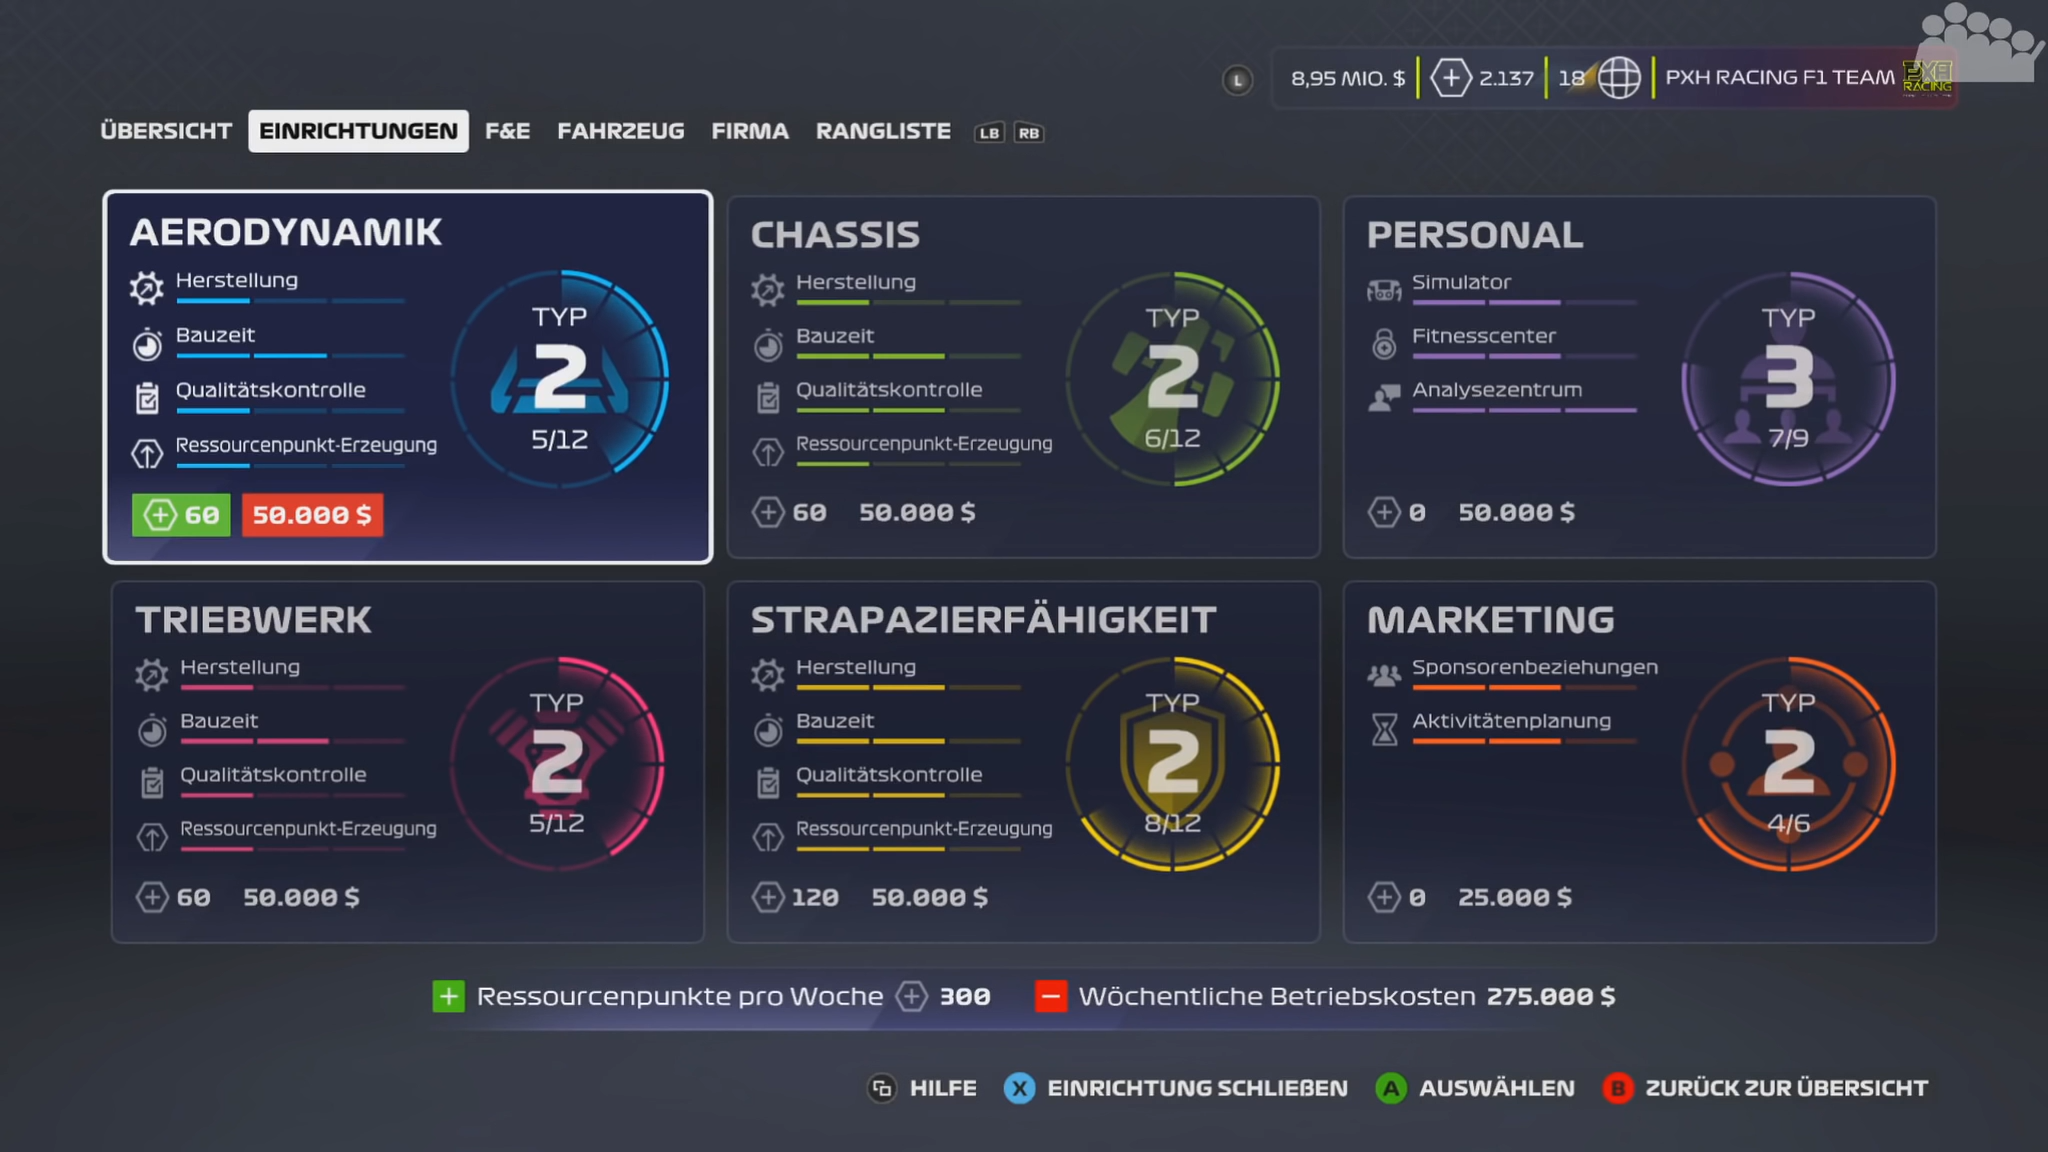 L
8,95 MIO. $
2.137
18
PXH RACING F1 TEAM
PXH
RACING
ÜBERSICHT
EINRICHTUNGEN
F&E
FAHRZEUG
FIRMA
RANGLISTE
LB
RB
AERODYNAMIK
Herstellung
Bauzeit
Qualitätskontrolle
Ressourcenpunkt-Erzeugung
TYP
2
5/12
60
50.000 $
CHASSIS
Herstellung
Bauzeit
Qualitätskontrolle
Ressourcenpunkt-Erzeugung
TYP
2
6/12
60
50.000 $
PERSONAL
Simulator
Fitnesscenter
Analysezentrum
TYP
3
7/9
0
50.000 $
TRIEBWERK
Herstellung
Bauzeit
Qualitätskontrolle
Ressourcenpunkt-Erzeugung
TYP
2
5/12
60
50.000 $
STRAPAZIERFÄHIGKEIT
Herstellung
Bauzeit
Qualitätskontrolle
Ressourcenpunkt-Erzeugung
TYP
2
8/12
120
50.000 $
MARKETING
Sponsorenbeziehungen
Aktivitätenplanung
TYP
2
4/6
0
25.000 $
Ressourcenpunkte pro Woche 300
Wöchentliche Betriebskosten 275.000 $
HILFE
X EINRICHTUNG SCHLIEẞEN
A AUSWÄHLEN
B ZURÜCK ZUR ÜBERSICHT